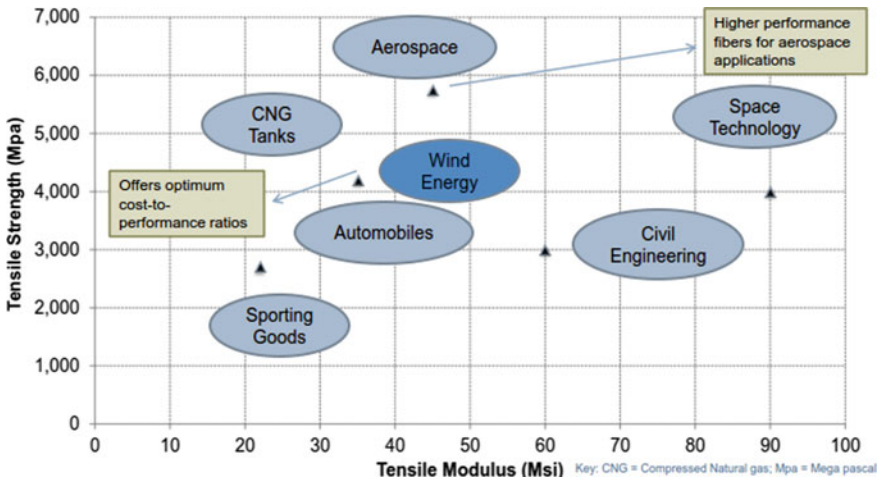 7,000
6,000
5,000
4,000
3,000
2,000
1,000
0
Tensile Strength (Mpa)
Aerospace
Higher performance
fibers for aerospace
applications
CNG
Tanks
Space
Technology
Wind
Energy
Offers optimum
cost-to-
performance ratios
Automobiles
Civil
Engineering
Sporting
Goods
0 10 20 30 40 50 60 70 80 90 100
Tensile Modulus (Msi)
Key: CNG = Compressed Natural gas; Mpa = Mega pascal